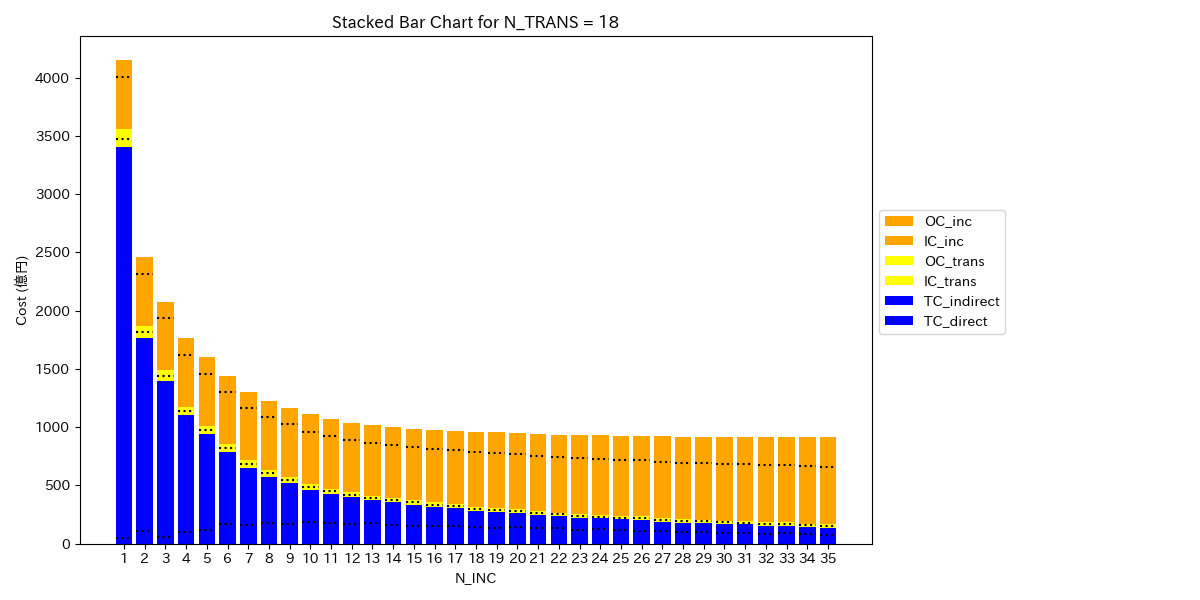 Stacked Bar Chart for N_TRANS = 18
Cost (億円)
4000
3500
3000
2500
2000
1500
1000
500
0
1 2 3 4 5 6 7 8 9 10 11 12 13 14 15 16 17 18 19 20 21 22 23 24 25 26 27 28 29 30 31 32 33 34 35
N_INC
OC_inc
IC_inc
OC_trans
IC_trans
TC_indirect
TC_direct